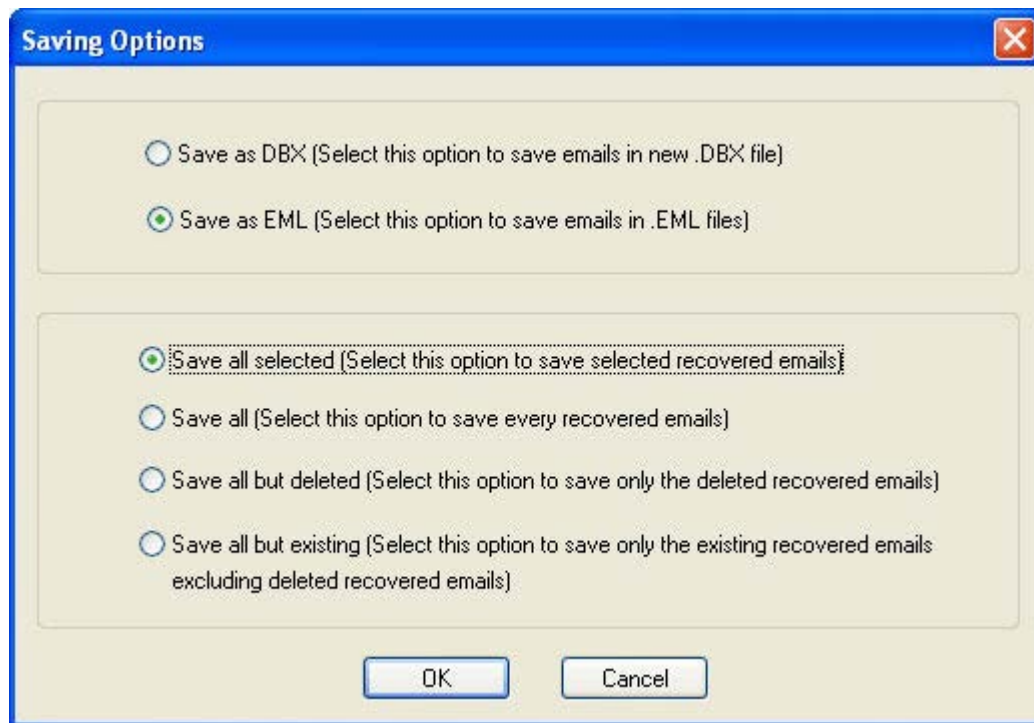 Saving Options
Save as DBX (Select this option to save emails in new .DBX file)
Save as EML (Select this option to save emails in .EML files)
Save all selected (Select this option to save selected recovered emails)
Save all (Select this option to save every recovered emails)
Save all but deleted (Select this option to save only the deleted recovered emails)
Save all but existing (Select this option to save only the existing recovered emails
excluding deleted recovered emails)
OK
Cancel